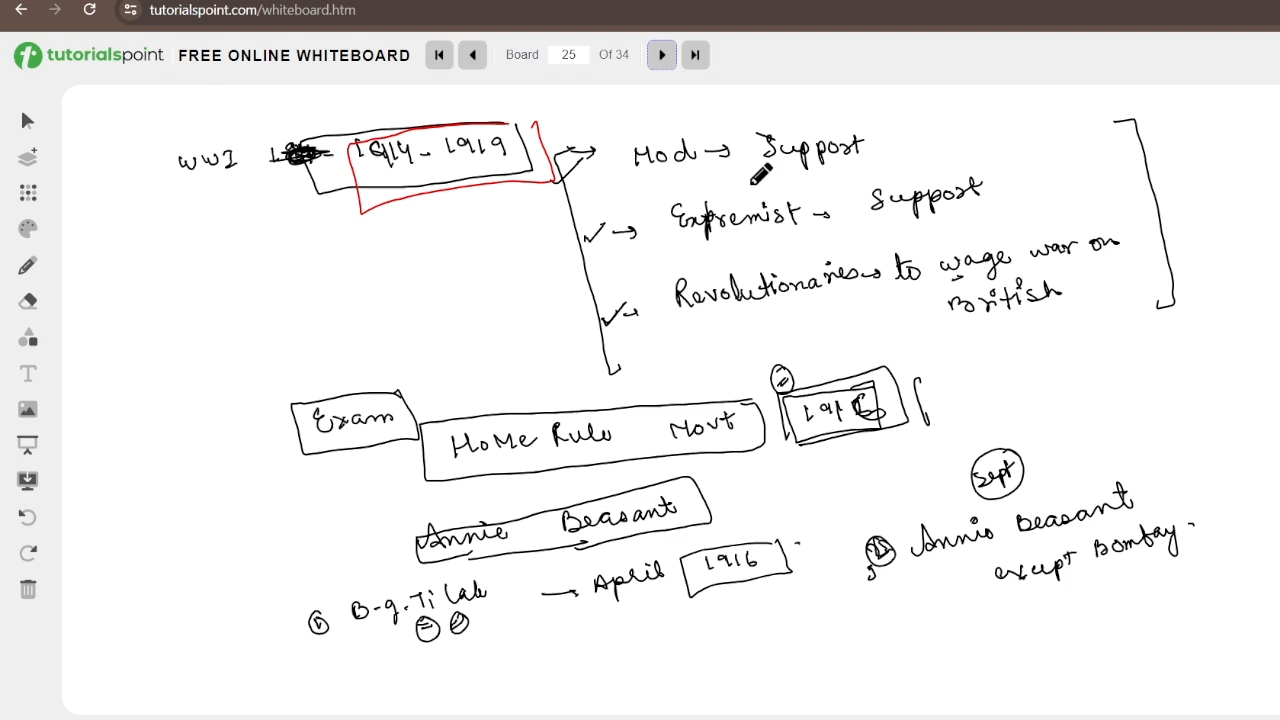 tutorialspoint.com/whiteboard.htm
tutorialspoint FREE ONLINE WHITEBOARD Board 25 Of 34
WWI 1914 - 1919
Mod → Support
Extremist → Support
Revolutionaries → to wage war on
British
Exam
Home Rule Movt 1916
Sept
Annie Beasant
B-g. Tilak → April 1916
Annie Beasant
except Bombay.